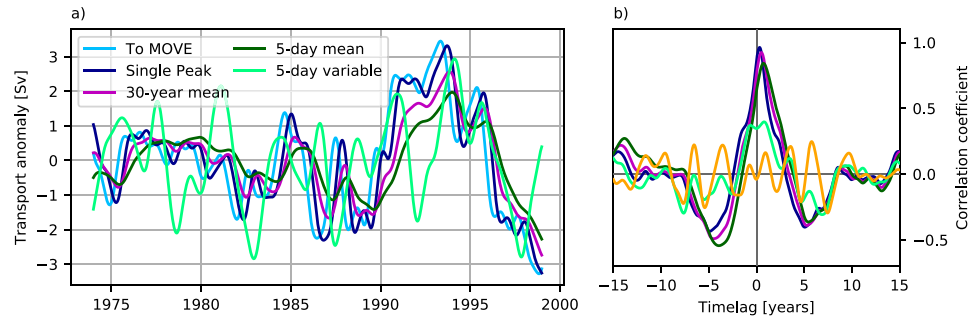 a)
To MOVE
Single Peak
30-year mean
5-day mean
5-day variable
Transport anomaly [Sv]
3
2
1
0
−1
−2
−3
1975
1980
1985
1990
1995
2000
b)
1.0
0.5
0.0
−0.5
Correlation coefficient
−15
−10
−5
0
5
10
15
Timelag [years]